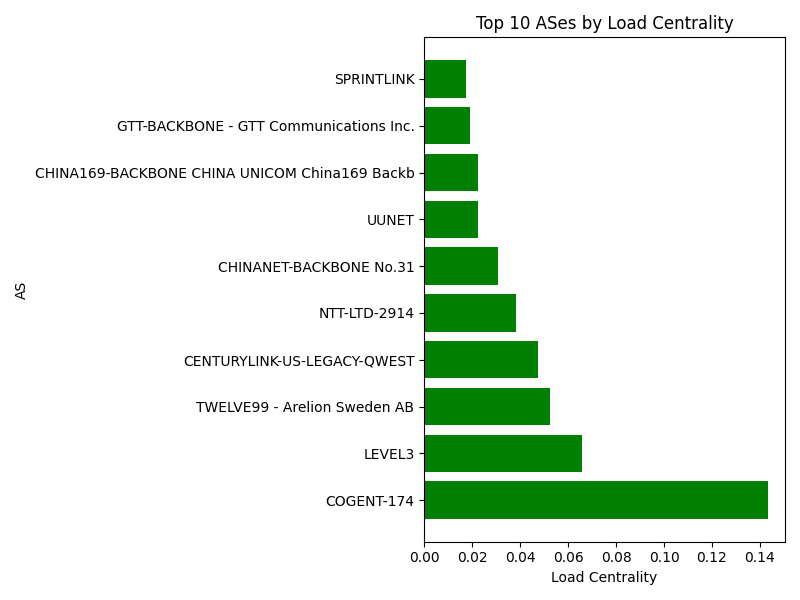 Top 10 ASes by Load Centrality
SPRINTLINK
GTT-BACKBONE - GTT Communications Inc.
CHINA169-BACKBONE CHINA UNICOM China169 Backb
UUNET
CHINANET-BACKBONE No.31
NTT-LTD-2914
CENTURYLINK-US-LEGACY-QWEST
TWELVE99 - Arelion Sweden AB
LEVEL3
COGENT-174
AS
0.00 0.02 0.04 0.06 0.08 0.10 0.12 0.14
Load Centrality